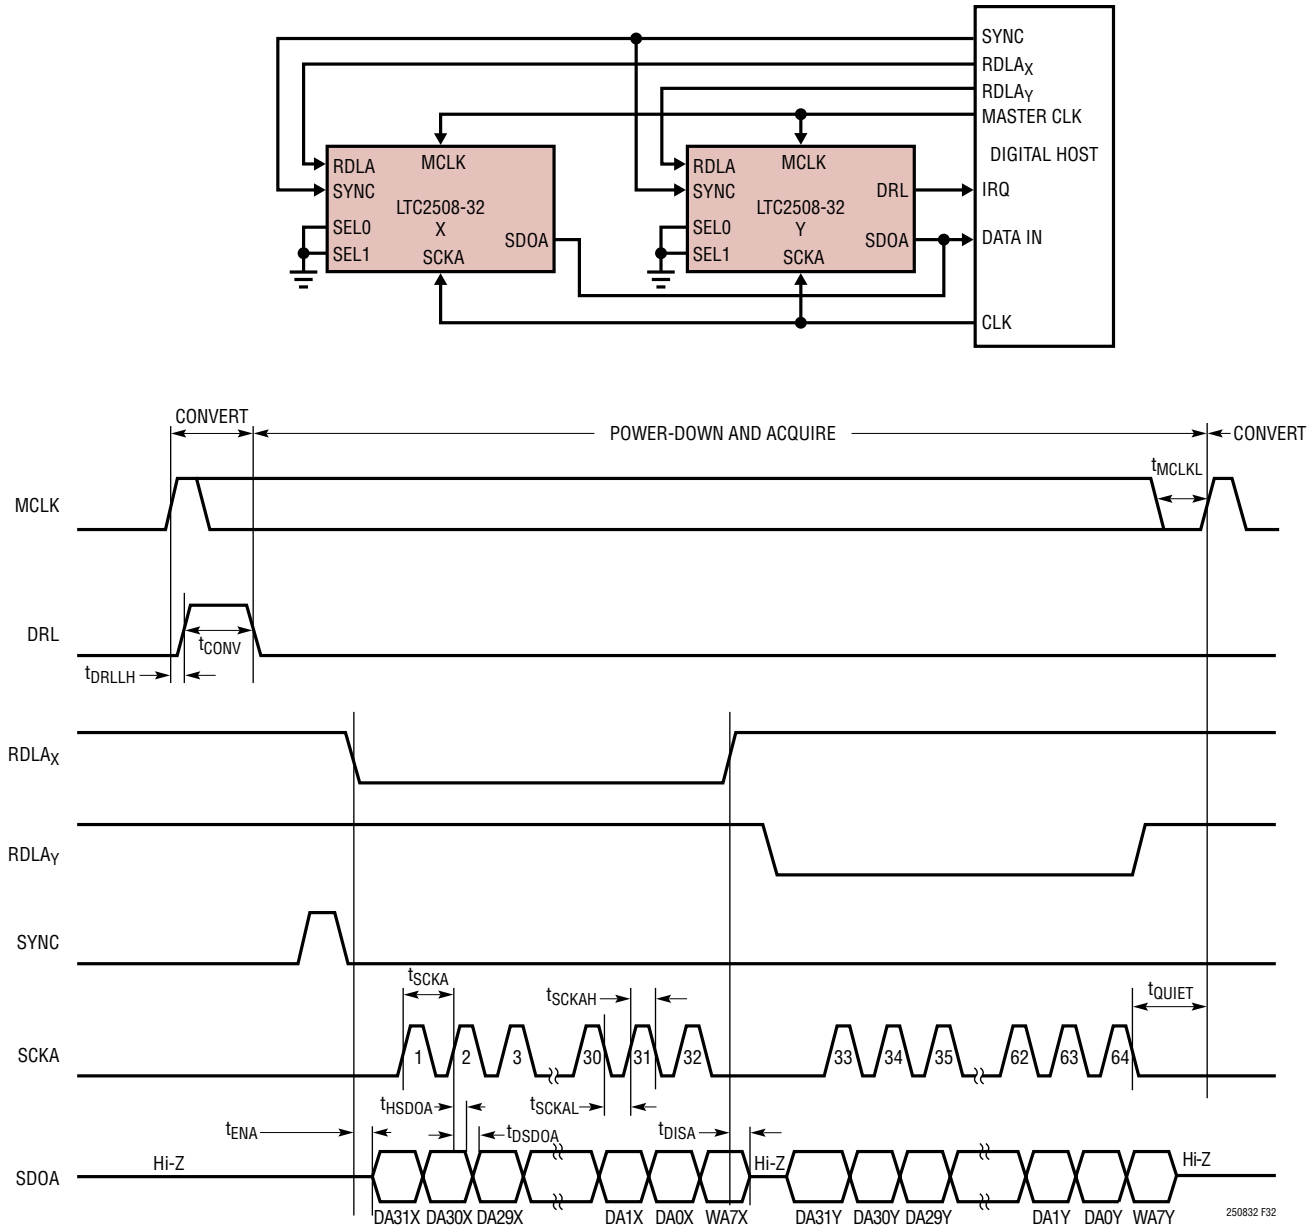 SYNC
RDLAX
RDLAY
MASTER CLK
DIGITAL HOST
IRQ
DATA IN
CLK
RDLA
MCLK
SYNC
LTC2508-32
SEL0
X
SDOA
SEL1
SCKA
RDLA
MCLK
SYNC
DRL
LTC2508-32
SEL0
Y
SDOA
SEL1
SCKA
CONVERT
POWER-DOWN AND ACQUIRE
CONVERT
tMCLKL
MCLK
DRL
tCONV
tDRLLH
RDLAX
RDLAY
SYNC
tSCKA
tSCKAH
tQUIET
SCKA
1 2 3 30 31 32 33 34 35 62 63 64
tHSDOA
tSCKAL
tENA
tDSDOA
tDISA
SDOA
Hi-Z
Hi-Z
Hi-Z
DA31X DA30X DA29X DA1X DA0X WA7X DA31Y DA30Y DA29Y DA1Y DA0Y WA7Y
250832 F32